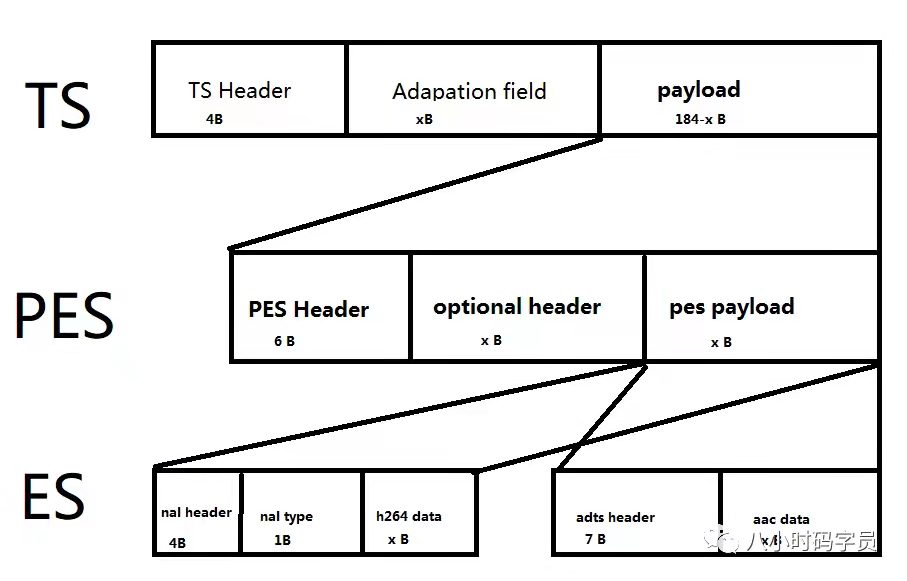 TS
TS Header
4B
Adapation field
xB
payload
184-x B
PES
PES Header
6 B
optional header
x B
pes payload
x B
ES
nal header
4B
nal type
1B
h264 data
x B
adts header
7 B
aac data
x B
八小时码字员